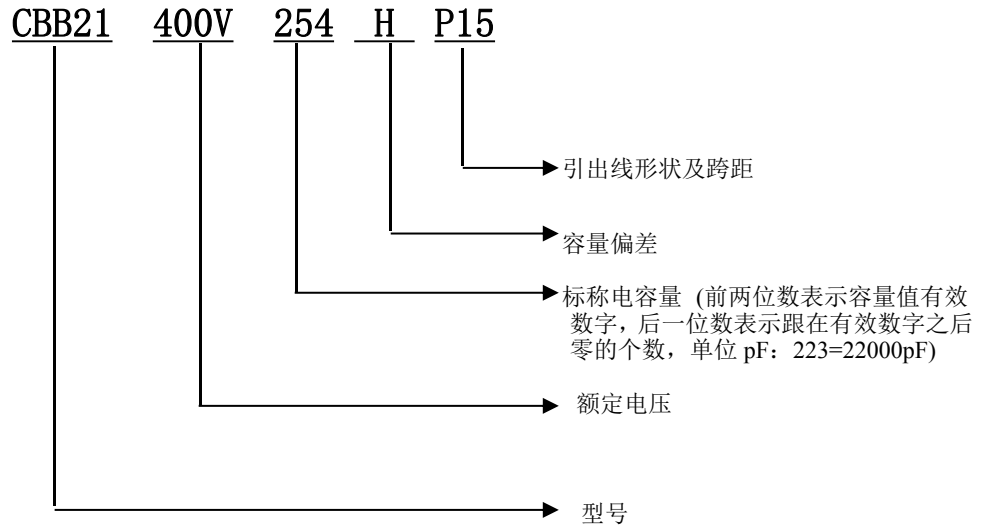 CBB21 400V 254 H P15
引出线形状及跨距
容量偏差
标称电容量 (前两位数表示容量值有效
数字，后一位数表示跟在有效数字之后
零的个数，单位 pF：223=22000pF)
额定电压
型号